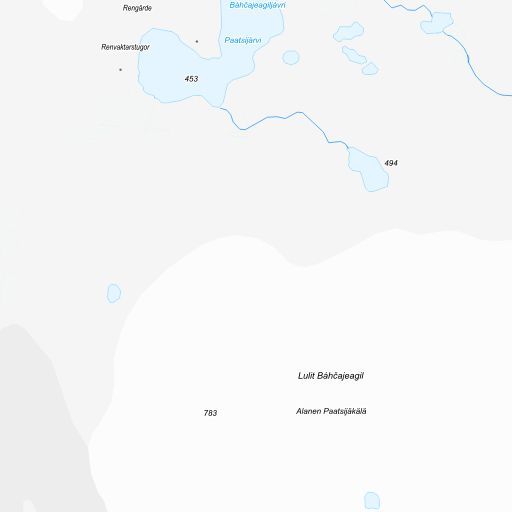 Báhčajeagiljávri
Rengärde
Paatsijärvi
Renvaktarstugor
453
494
Lulit Báhčajeagil
783
Alanen Paatsijäkälä